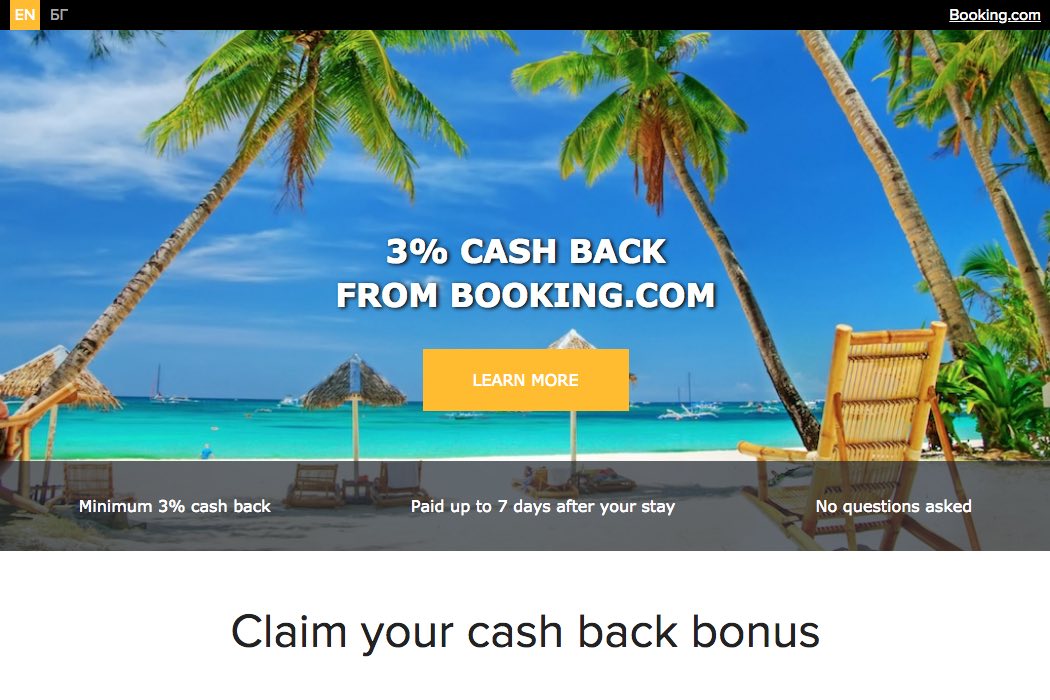 EN БГ Booking.com
3% CASH BACK
FROM BOOKING.COM
LEARN MORE
Minimum 3% cash back Paid up to 7 days after your stay No questions asked
Claim your cash back bonus